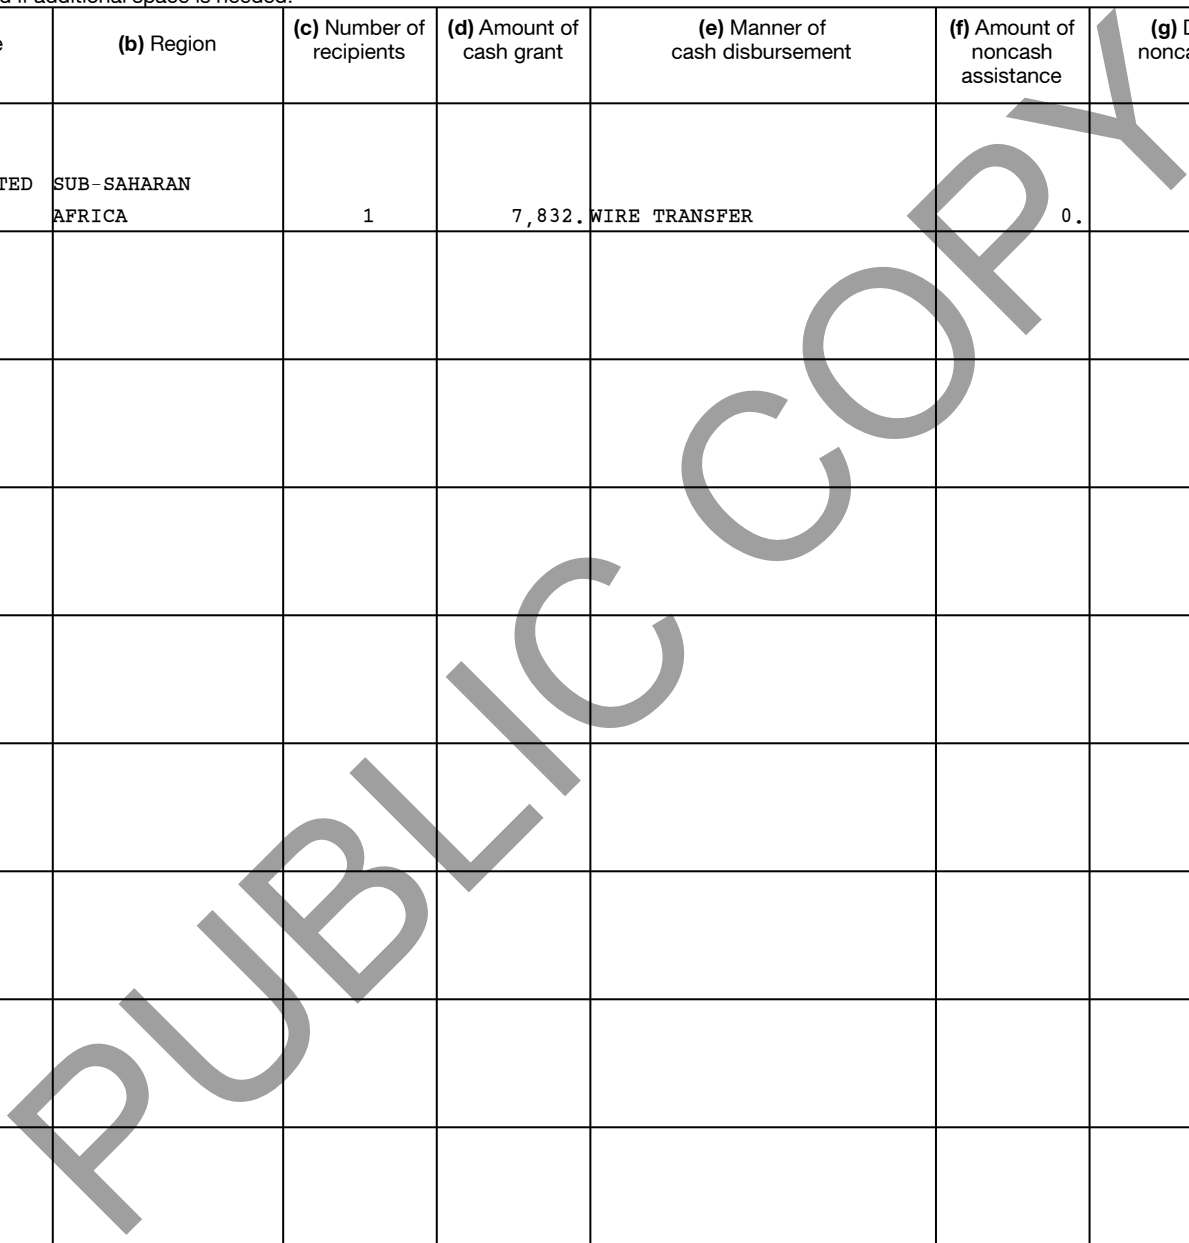 if additional space is needed.
(b) Region
(c) Number of recipients
(d) Amount of cash grant
(e) Manner of cash disbursement
(f) Amount of noncash assistance
(g)
TED SUB-SAHARAN
AFRICA 1 7,832. WIRE TRANSFER 0.
PUBLIC COPY